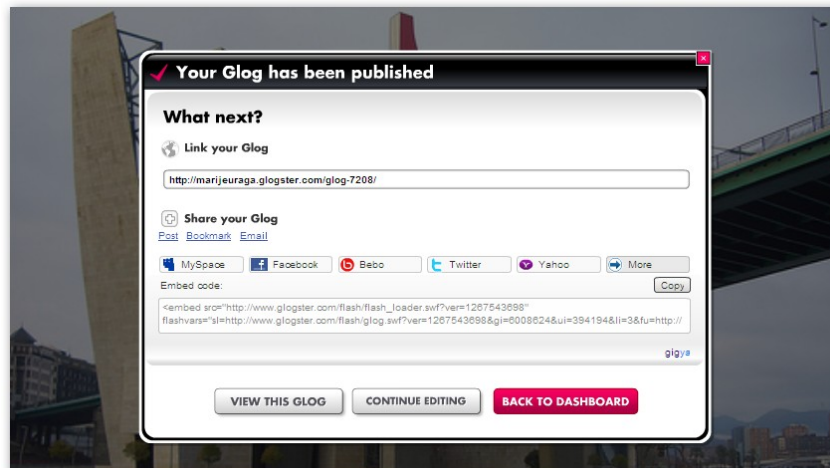 Your Glog has been published
What next?
Link your Glog
http://marijeuraga.glogster.com/glog-7208/
Share your Glog
Post Bookmark Email
MySpace Facebook Bebo Twitter Yahoo More
Embed code: Copy
<embed src="http://www.glogster.com/flash/flash_loader.swf?ver=1267543698"
flashvars="sl=http://www.glogster.com/flash/glog.swf?ver=1267543698&gi=6008624&ui=394194&li=3&fu=http://
gigya
VIEW THIS GLOG CONTINUE EDITING BACK TO DASHBOARD